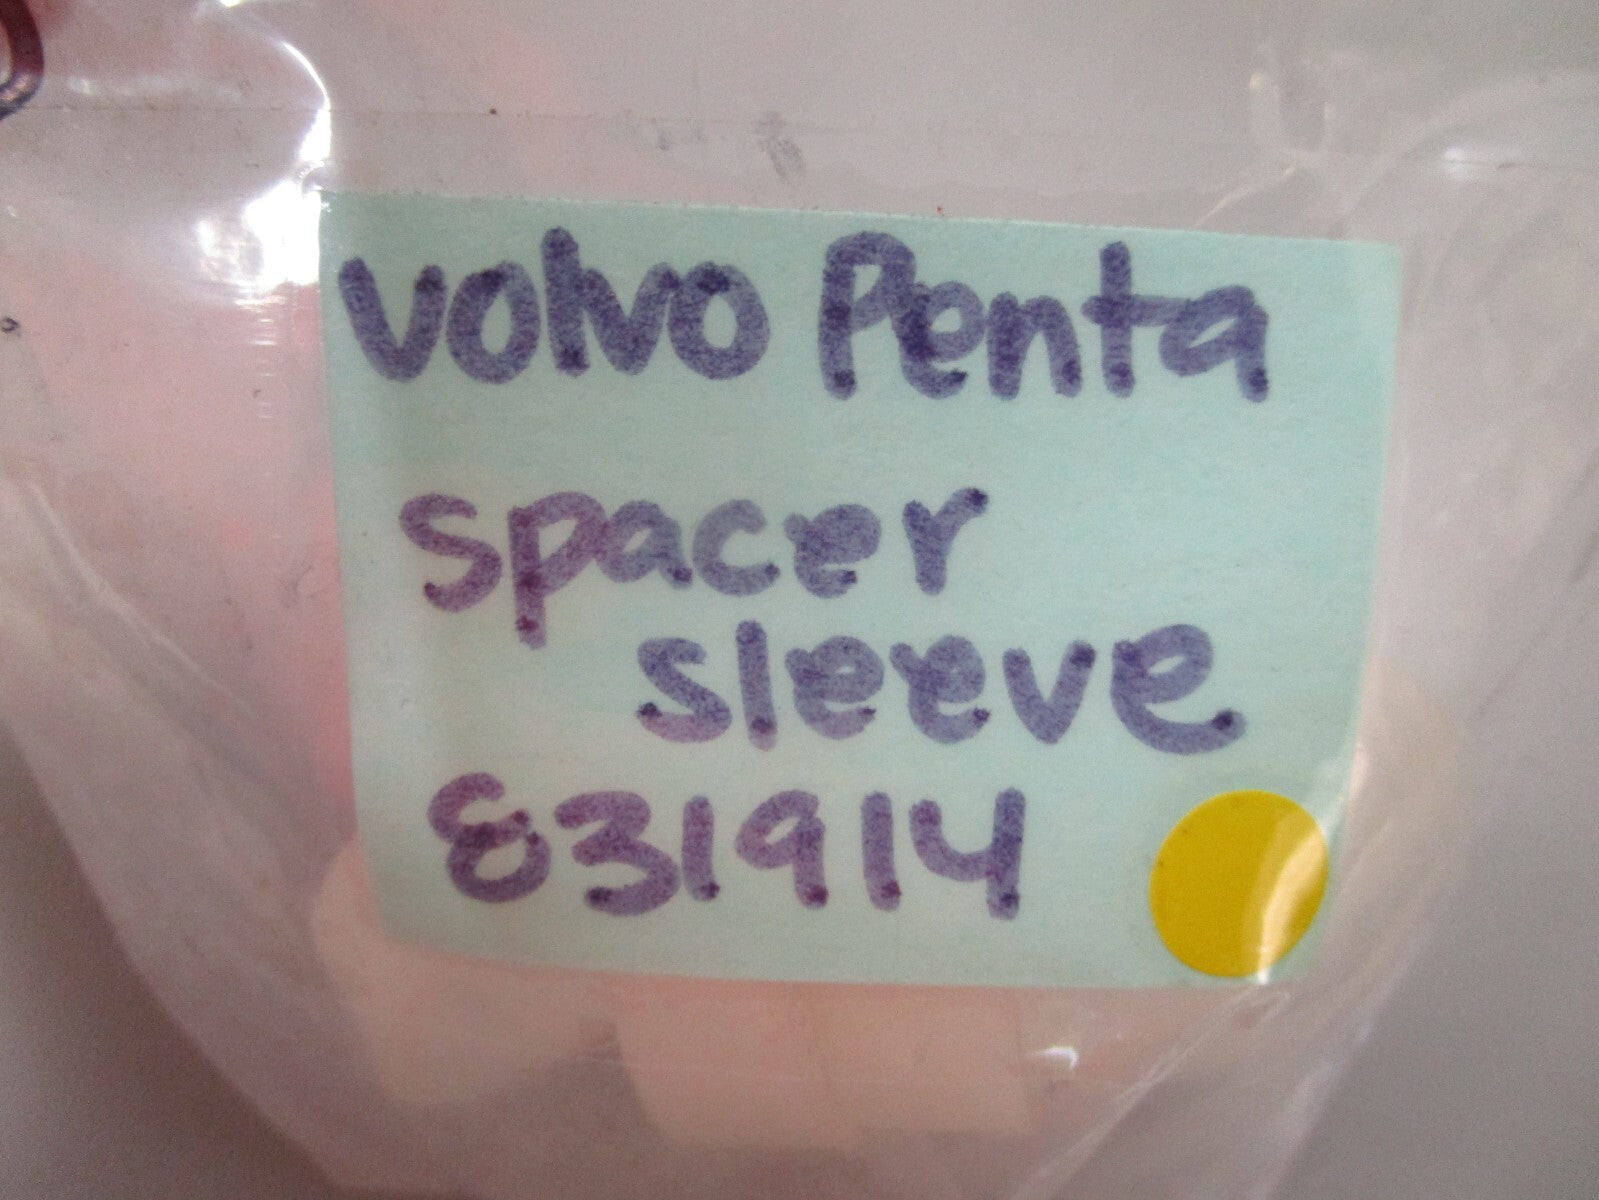 Volvo Penta
spacer
sleeve
831914